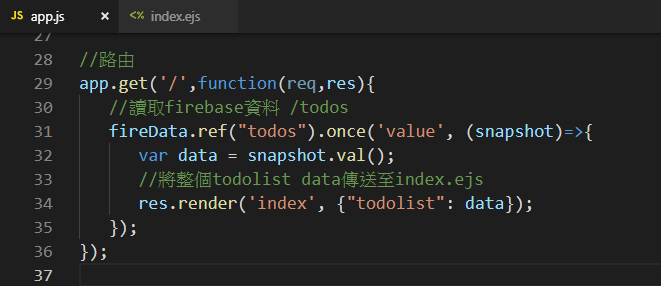 JS app.js × <%= index.ejs
27
28 //路由
29 app.get('/',function(req,res){
30 //讀取firebase資料 /todos
31 fireData.ref("todos").once('value', (snapshot)=>{
32 var data = snapshot.val();
33 //將整個todolist data傳送至index.ejs
34 res.render('index', {"todolist": data});
35 });
36 });
37